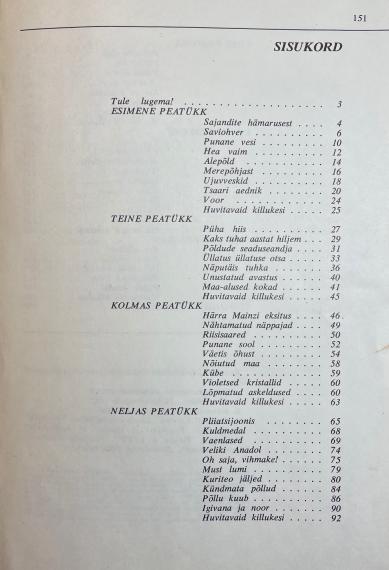 151
SISUKORD
Tule lugema! . . . . . . . . . . . . . . . . . . . . . 3
ESIMENE PEATÜKK
Sajandite hämarusest . . . . 4
Saviohver . . . . . . . . . . 6
Punane vesi . . . . . . . . . 10
Hea vaim . . . . . . . . . . 12
Alepõld . . . . . . . . . . . 14
Merepõhjast . . . . . . . . . 16
Ujuvveskid . . . . . . . . . . 18
Tsaari aednik . . . . . . . . . 20
Voor . . . . . . . . . . . . 24
Huvitavaid killukesi . . . . . 25
TEINE PEATÜKK
Püha hiis . . . . . . . . . . 27
Kaks tuhat aastat hiljem . . . 29
Põldude seaduseandja . . . . 31
Üllatus üllatuse otsa . . . . . 33
Näputäis tuhka . . . . . . . 36
Unustatud avastus . . . . . . 40
Maa-alused kokad . . . . . . 41
Huvitavaid killukesi . . . . . 45
KOLMAS PEATÜKK
Härra Mainzi eksitus . . . . . 46
Nähtamatud näppajad . . . . 49
Riisisaared . . . . . . . . . . 50
Punane sool . . . . . . . . . 52
Väetis õhust . . . . . . . . . 54
Nõiutud maa . . . . . . . . 58
Kübe . . . . . . . . . . . . 59
Violetsed kristallid . . . . . . 60
Lõpmatud askeldused . . . . 60
Huvitavaid killukesi . . . . . 63
NELJAS PEATÜKK
Pliiatsijoonis . . . . . . . . 65
Kuldmedal . . . . . . . . . . 68
Vaenlased . . . . . . . . . . 69
Veliki Anadol . . . . . . . . . 74
Oh saja, vihmake! . . . . . . 75
Must lumi . . . . . . . . . . 79
Kuriteo jäljed . . . . . . . . 80
Kündmata põllud . . . . . . 84
Põllu kuub . . . . . . . . . . 86
Igivana ja noor . . . . . . . . 90
Huvitavaid killukesi . . . . . 92